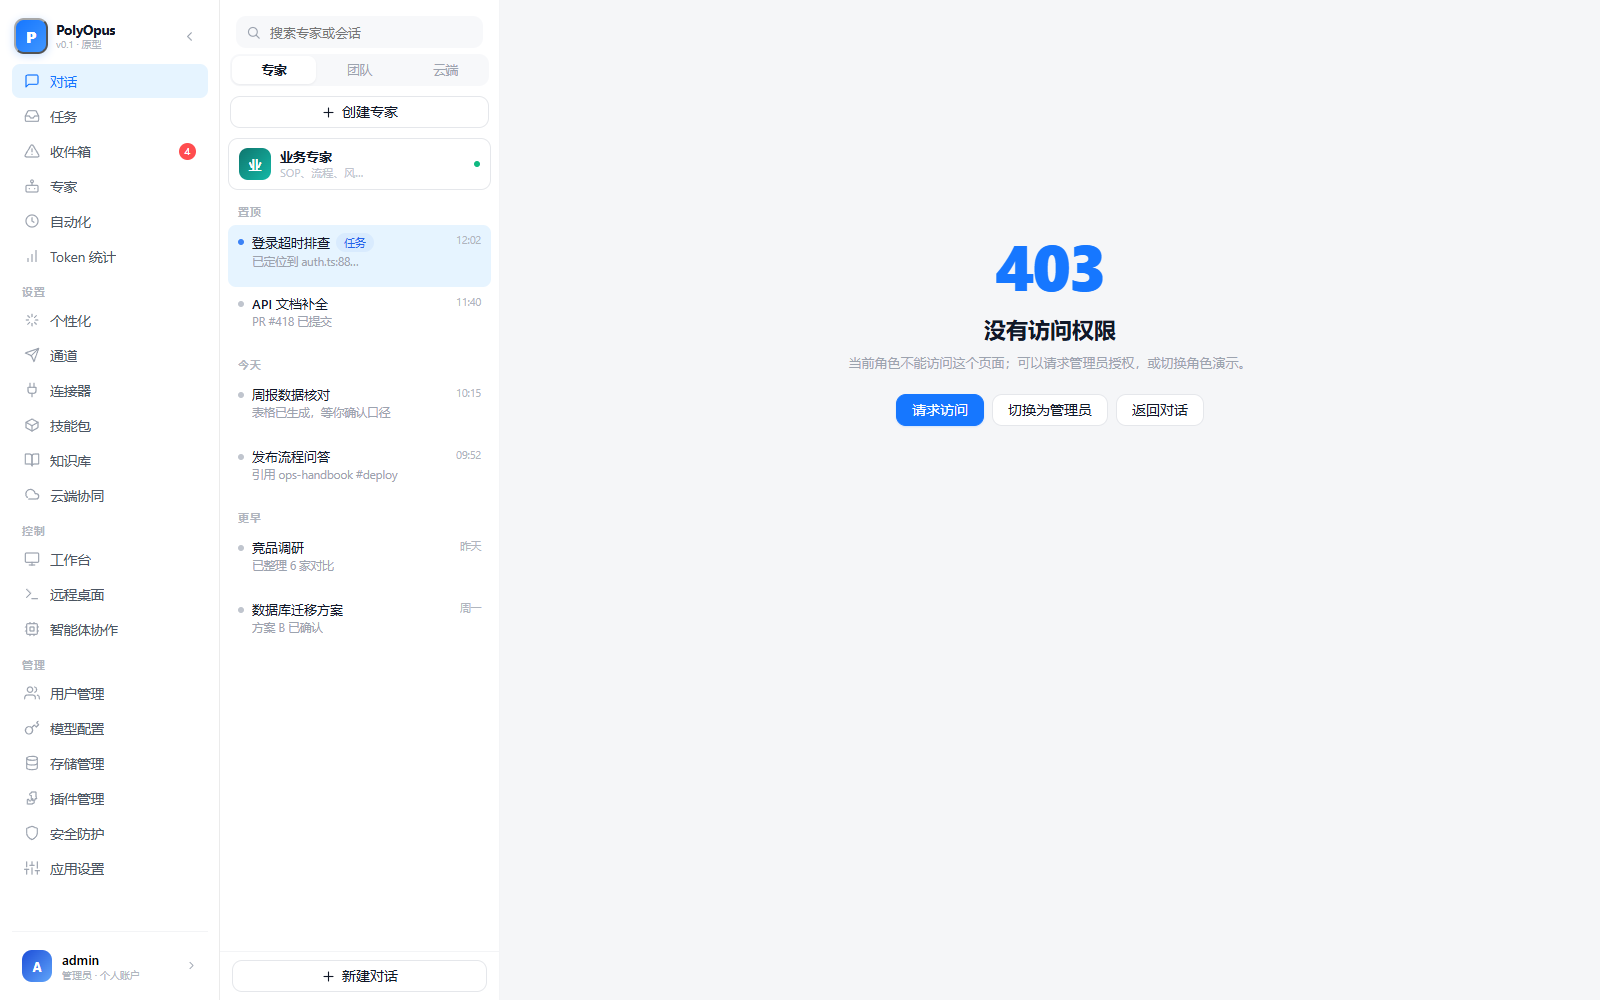 P
PolyOpus
v0.1 · 原型
对话
任务
收件箱
4
专家
自动化
Token 统计
设置
个性化
通道
连接器
技能包
知识库
云端协同
控制
工作台
远程桌面
智能体协作
管理
用户管理
模型配置
存储管理
插件管理
安全防护
应用设置
A
admin
管理员 · 个人账户
搜索专家或会话
专家
团队
云端
创建专家
业务专家
SOP、流程、风...
置顶
登录超时排查
任务
12:02
已定位到 auth.ts:88...
API 文档补全
11:40
PR #418 已提交
今天
周报数据核对
10:15
表格已生成，等你确认口径
发布流程问答
09:52
引用 ops-handbook #deploy
更早
竞品调研
昨天
已整理 6 家对比
数据库迁移方案
周一
方案 B 已确认
新建对话
403
没有访问权限
当前角色不能访问这个页面；可以请求管理员授权，或切换角色演示。
请求访问
切换为管理员
返回对话